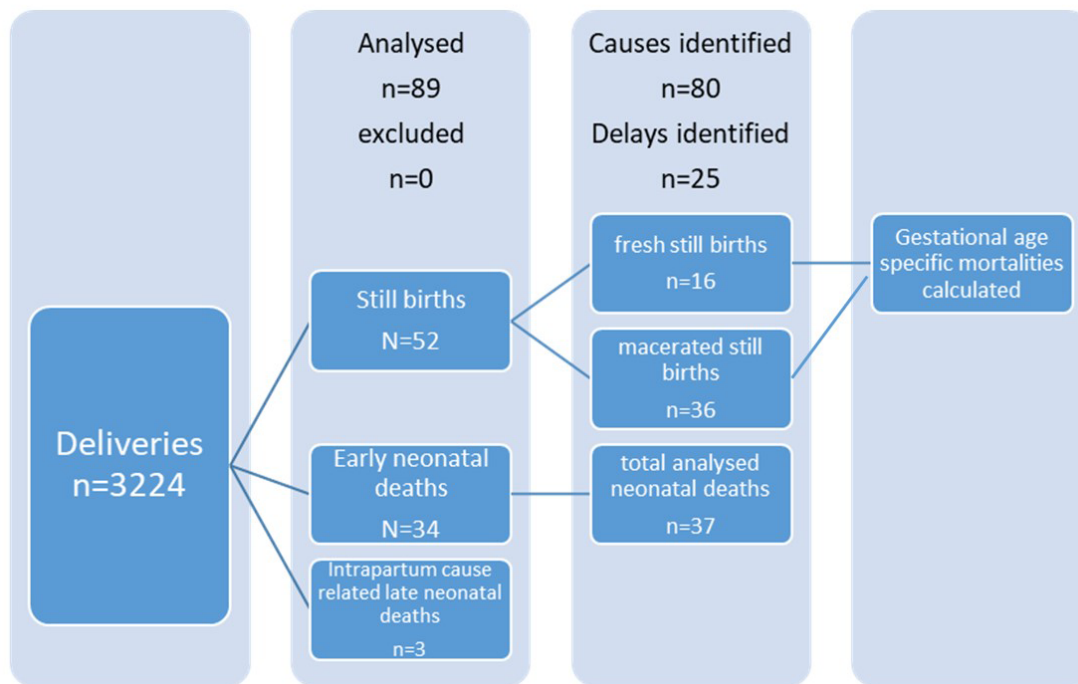 Deliveries
n=3224
Analysed
n=89
excluded
n=0
Still births
N=52
Early neonatal
deaths
N=34
Intrapartum cause
related late neonatal
deaths
n=3
Causes identified
n=80
Delays identified
n=25
fresh still births
n=16
macerated still
births
n=36
total analysed
neonatal deaths
n=37
Gestational age
specific mortalities
calculated